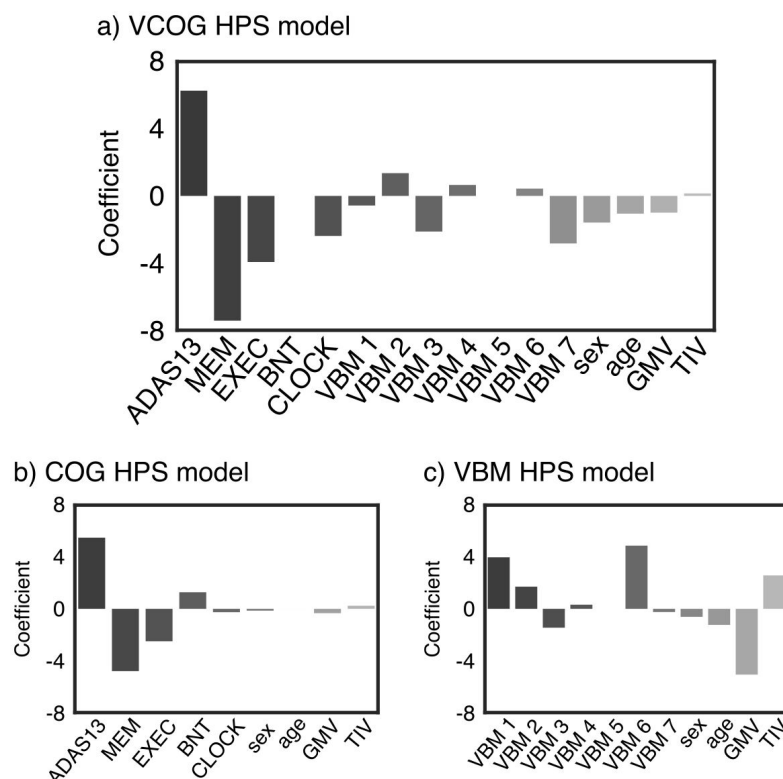 a) VCOG HPS model
Coefficient
8
4
0
-4
-8
ADAS13
MEM
EXEC
BNT
CLOCK
VBM 1
VBM 2
VBM 3
VBM 4
VBM 5
VBM 6
VBM 7
sex
age
GMV
TIV
b) COG HPS model
Coefficient
8
4
0
-4
-8
ADAS13
MEM
EXEC
BNT
CLOCK
sex
age
GMV
TIV
c) VBM HPS model
Coefficient
8
4
0
-4
-8
VBM 1
VBM 2
VBM 3
VBM 4
VBM 5
VBM 6
VBM 7
sex
age
GMV
TIV